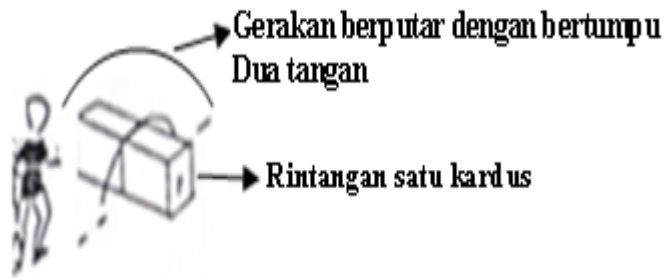 Gerakan berputar dengan bertumpu
Dua tangan
Rintangan satu kardus